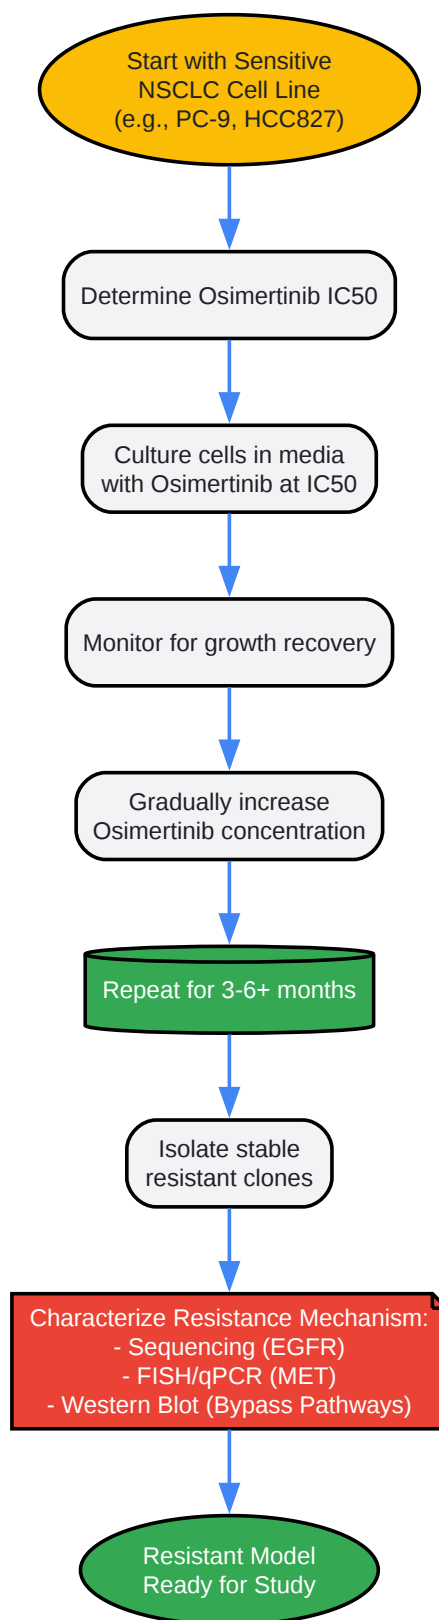 Start with Sensitive
NSCLC Cell Line
(e.g., PC-9, HCC827)
Determine Osimertinib IC50
Culture cells in media
with Osimertinib at IC50
Monitor for growth recovery
Gradually increase
Osimertinib concentration
Repeat for 3-6+ months
Isolate stable
resistant clones
Characterize Resistance Mechanism:
- Sequencing (EGFR)
- FISH/qPCR (MET)
- Western Blot (Bypass Pathways)
Resistant Model
Ready for Study